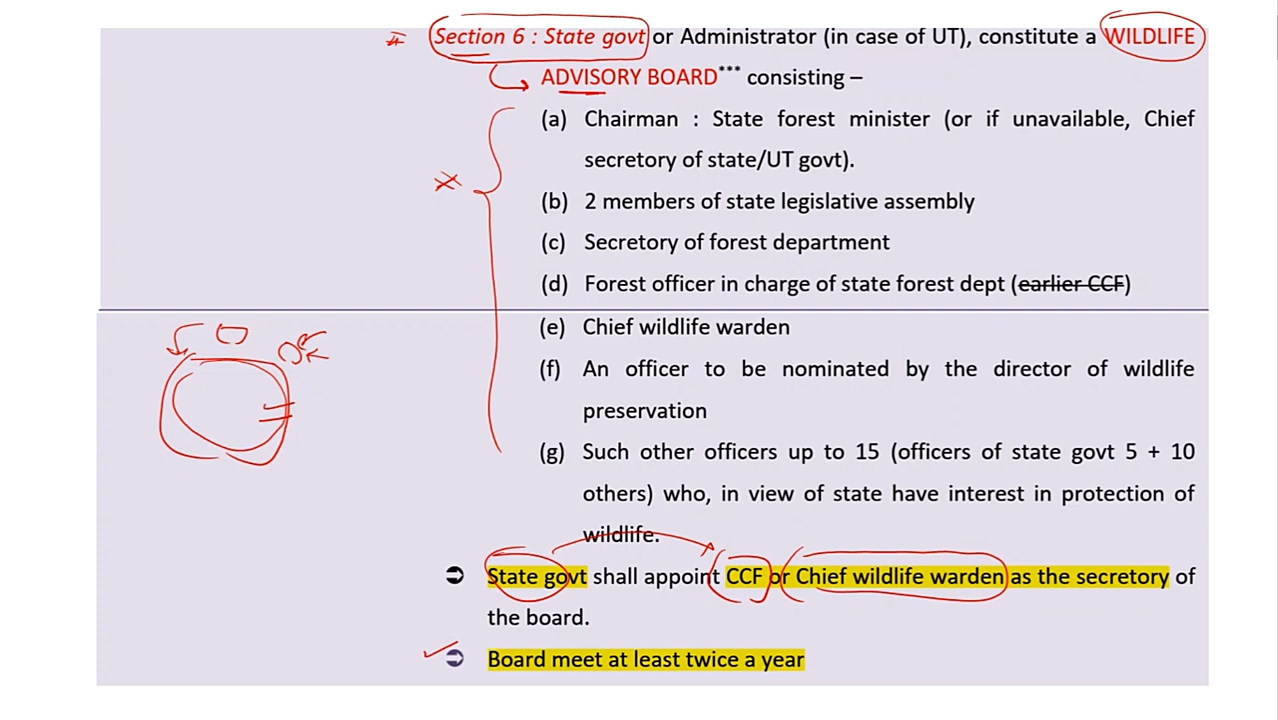 Section 6 : State govt or Administrator (in case of UT), constitute a WILDLIFE
ADVISORY BOARD*** consisting –
(a) Chairman : State forest minister (or if unavailable, Chief
secretary of state/UT govt).
(b) 2 members of state legislative assembly
(c) Secretory of forest department
(d) Forest officer in charge of state forest dept (earlier CCF)
(e) Chief wildlife warden
(f) An officer to be nominated by the director of wildlife
preservation
(g) Such other officers up to 15 (officers of state govt 5 + 10
others) who, in view of state have interest in protection of
wildlife.
State govt shall appoint CCF or Chief wildlife warden as the secretory of
the board.
Board meet at least twice a year